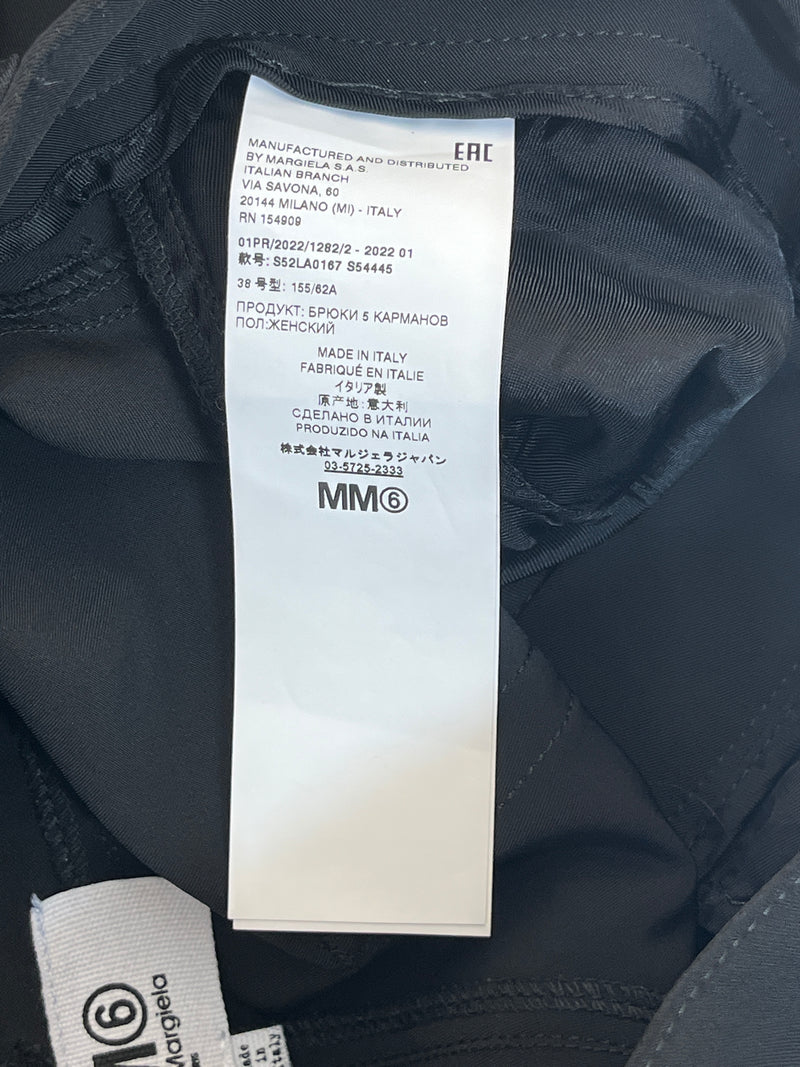 EAC
MANUFACTURED AND DISTRIBUTED
BY MARGIELA S.A.S.
ITALIAN BRANCH
VIA SAVONA, 60
20144 MILANO (MI) - ITALY
RN 154909
01PR/2022/1282/2 - 2022 01
款号: S52LA0167 S54445
38 号型: 155/62A
ПРОДУКТ: БРЮКИ 5 КАРМАНОВ
ПОЛ:ЖЕНСКИЙ
MADE IN ITALY
FABRIQUÉ EN ITALIE
イタリア製
原产地:意大利
СДЕЛАНО В ИТАЛИИ
PRODUZIDO NA ITALIA
株式会社マルジェラジャパン
03-5725-2333
MM⑥
M⑥
Margiela
in